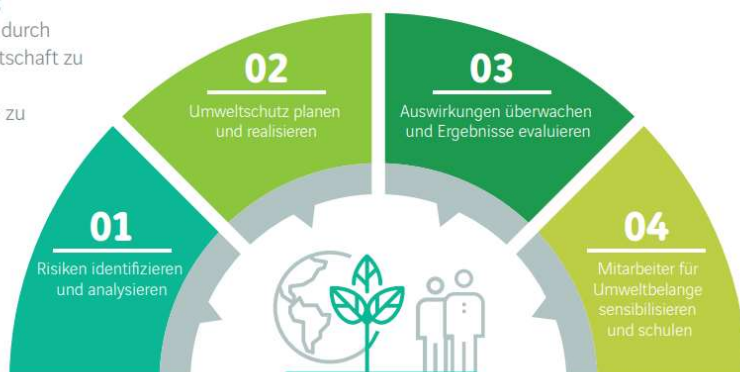 durch
tschaft zu
zu
01
Risiken identifizieren
und analysieren
02
Umweltschutz planen
und realisieren
03
Auswirkungen überwachen
und Ergebnisse evaluieren
04
Mitarbeiter für
Umweltbelange
sensibilisieren
und schulen